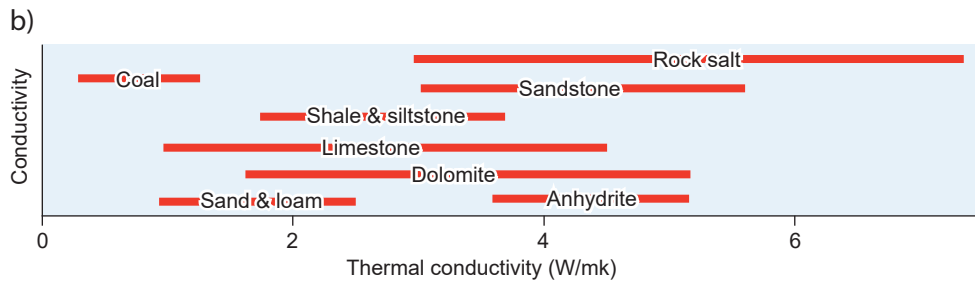 b)
Rock salt
Coal
Sandstone
Shale & siltstone
Limestone
Dolomite
Sand & loam
Anhydrite
Conductivity
0 2 4 6
Thermal conductivity (W/mk)